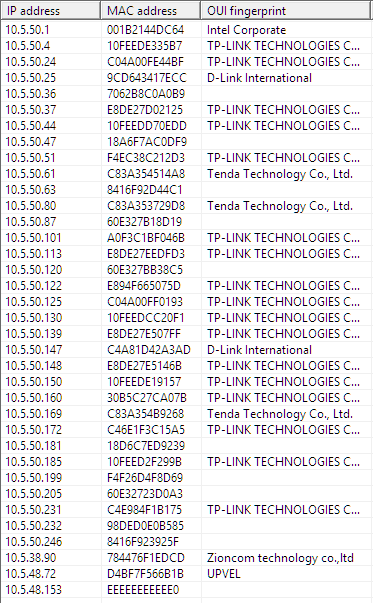 IP address MAC address OUI fingerprint
10.5.50.1 001B2144DC64 Intel Corporate
10.5.50.4 10FEEDE335B7 TP-LINK TECHNOLOGIES C...
10.5.50.24 C04A00FE44BF TP-LINK TECHNOLOGIES C...
10.5.50.25 9CD643417ECC D-Link International
10.5.50.36 7062B8C0A0B9
10.5.50.37 E8DE27D02125 TP-LINK TECHNOLOGIES C...
10.5.50.44 10FEEDD70EDD TP-LINK TECHNOLOGIES C...
10.5.50.47 18A6F7AC0DF9
10.5.50.51 F4EC38C212D3 TP-LINK TECHNOLOGIES C...
10.5.50.61 C83A354514A8 Tenda Technology Co., Ltd.
10.5.50.63 8416F92D44C1
10.5.50.80 C83A353729D8 Tenda Technology Co., Ltd.
10.5.50.87 60E327B18D19
10.5.50.101 A0F3C1BF046B TP-LINK TECHNOLOGIES C...
10.5.50.113 E8DE27EEDFD3 TP-LINK TECHNOLOGIES C...
10.5.50.120 60E327BB38C5
10.5.50.122 E894F665075D TP-LINK TECHNOLOGIES C...
10.5.50.125 C04A00FF0193 TP-LINK TECHNOLOGIES C...
10.5.50.130 10FEEDCC20F1 TP-LINK TECHNOLOGIES C...
10.5.50.139 E8DE27E507FF TP-LINK TECHNOLOGIES C...
10.5.50.147 C4A81D42A3AD D-Link International
10.5.50.148 E8DE27E5146B TP-LINK TECHNOLOGIES C...
10.5.50.150 10FEEDE19157 TP-LINK TECHNOLOGIES C...
10.5.50.160 30B5C27CA07B TP-LINK TECHNOLOGIES C...
10.5.50.169 C83A354B9268 Tenda Technology Co., Ltd.
10.5.50.172 C46E1F3C15A5 TP-LINK TECHNOLOGIES C...
10.5.50.181 18D6C7ED9239
10.5.50.185 10FEED2F299B TP-LINK TECHNOLOGIES C...
10.5.50.199 F4F26D4F8D69
10.5.50.205 60E32723D0A3
10.5.50.231 C4E984F1B175 TP-LINK TECHNOLOGIES C...
10.5.50.232 98DED0E0B585
10.5.50.246 8416F923925F
10.5.38.90 784476F1EDCD Zioncom technology co.,ltd
10.5.48.72 D4BF7F566B1B UPVEL
10.5.48.153 EEEEEEEEEEE0